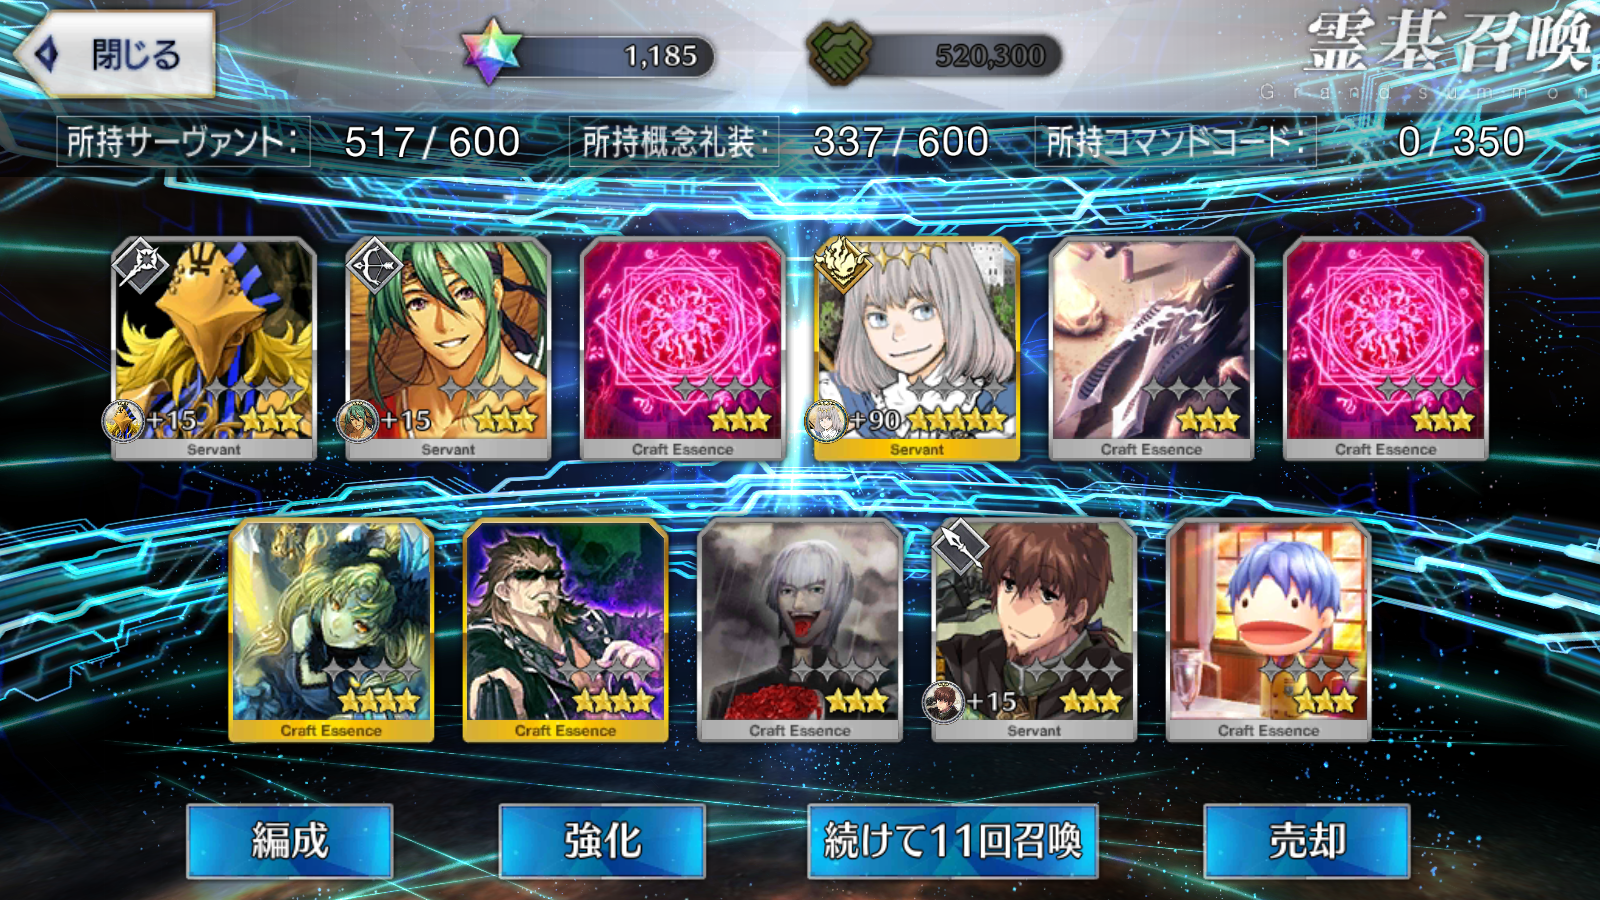 閉じる
1,185
520,300
霊基召喚
Grand summon
所持サーヴァント: 517/600
所持概念礼装: 337/600
所持コマンドコード: 0/350
+15
Servant
+15
Servant
Craft Essence
+90
Servant
Craft Essence
Craft Essence
Craft Essence
Craft Essence
Craft Essence
+15
Servant
Craft Essence
編成
強化
続けて11回召喚
売却